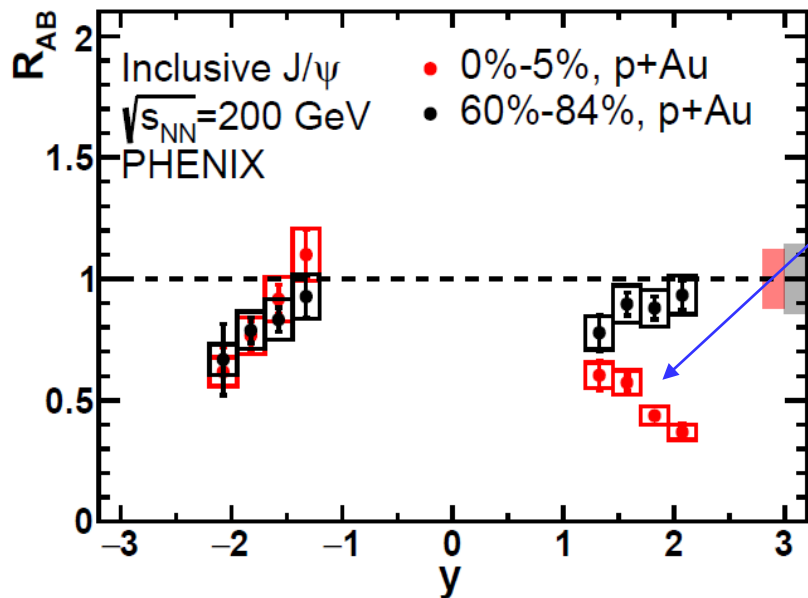 R_AB
2
1.5
1
0.5
0
Inclusive J/ψ
√s_NN=200 GeV
PHENIX
0%-5%, p+Au
60%-84%, p+Au
−3 −2 −1 0 1 2 3
y